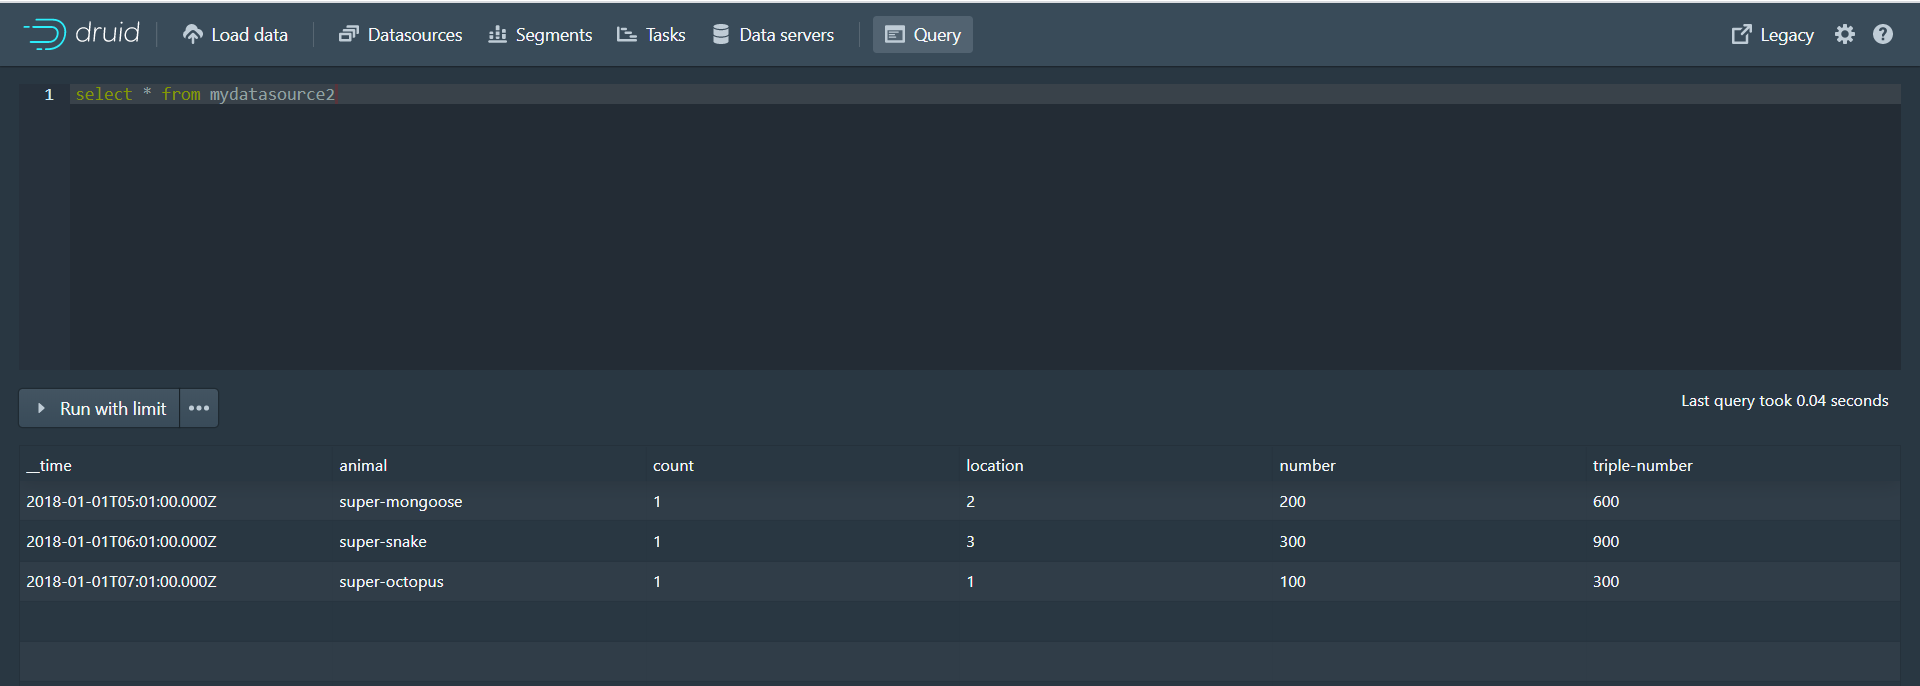 druid Load data Datasources Segments Tasks Data servers Query Legacy
1 select * from mydatasource2
Run with limit ••• Last query took 0.04 seconds
__time animal count location number triple-number
2018-01-01T05:01:00.000Z super-mongoose 1 2 200 600
2018-01-01T06:01:00.000Z super-snake 1 3 300 900
2018-01-01T07:01:00.000Z super-octopus 1 1 100 300